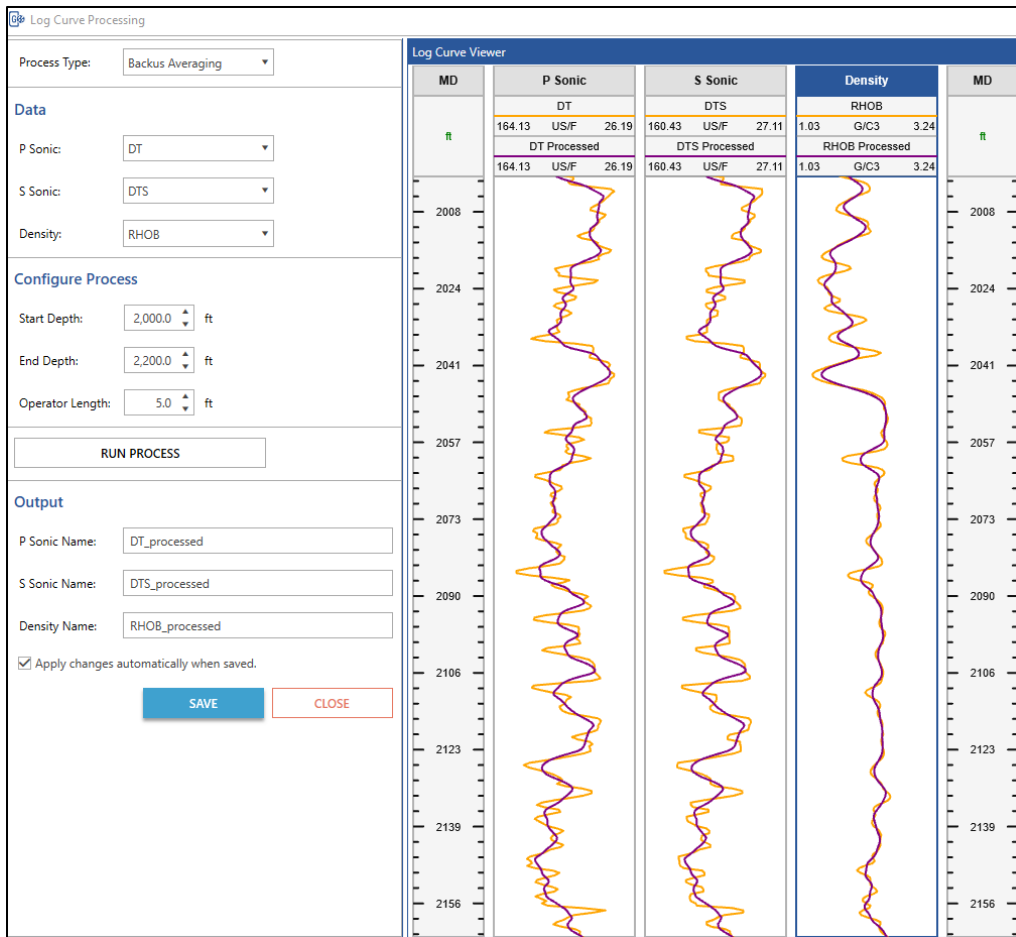 Log Curve Processing
Process Type: Backus Averaging
Data
P Sonic: DT
S Sonic: DTS
Density: RHOB
Configure Process
Start Depth: 2,000.0 ft
End Depth: 2,200.0 ft
Operator Length: 5.0 ft
RUN PROCESS
Output
P Sonic Name: DT_processed
S Sonic Name: DTS_processed
Density Name: RHOB_processed
Apply changes automatically when saved.
SAVE CLOSE
Log Curve Viewer
MD P Sonic S Sonic Density MD
DT DTS RHOB
ft 164.13 US/F 26.19 160.43 US/F 27.11 1.03 G/C3 3.24 ft
DT Processed DTS Processed RHOB Processed
164.13 US/F 26.19 160.43 US/F 27.11 1.03 G/C3 3.24
2008 2008
2024 2024
2041 2041
2057 2057
2073 2073
2090 2090
2106 2106
2123 2123
2139 2139
2156 2156